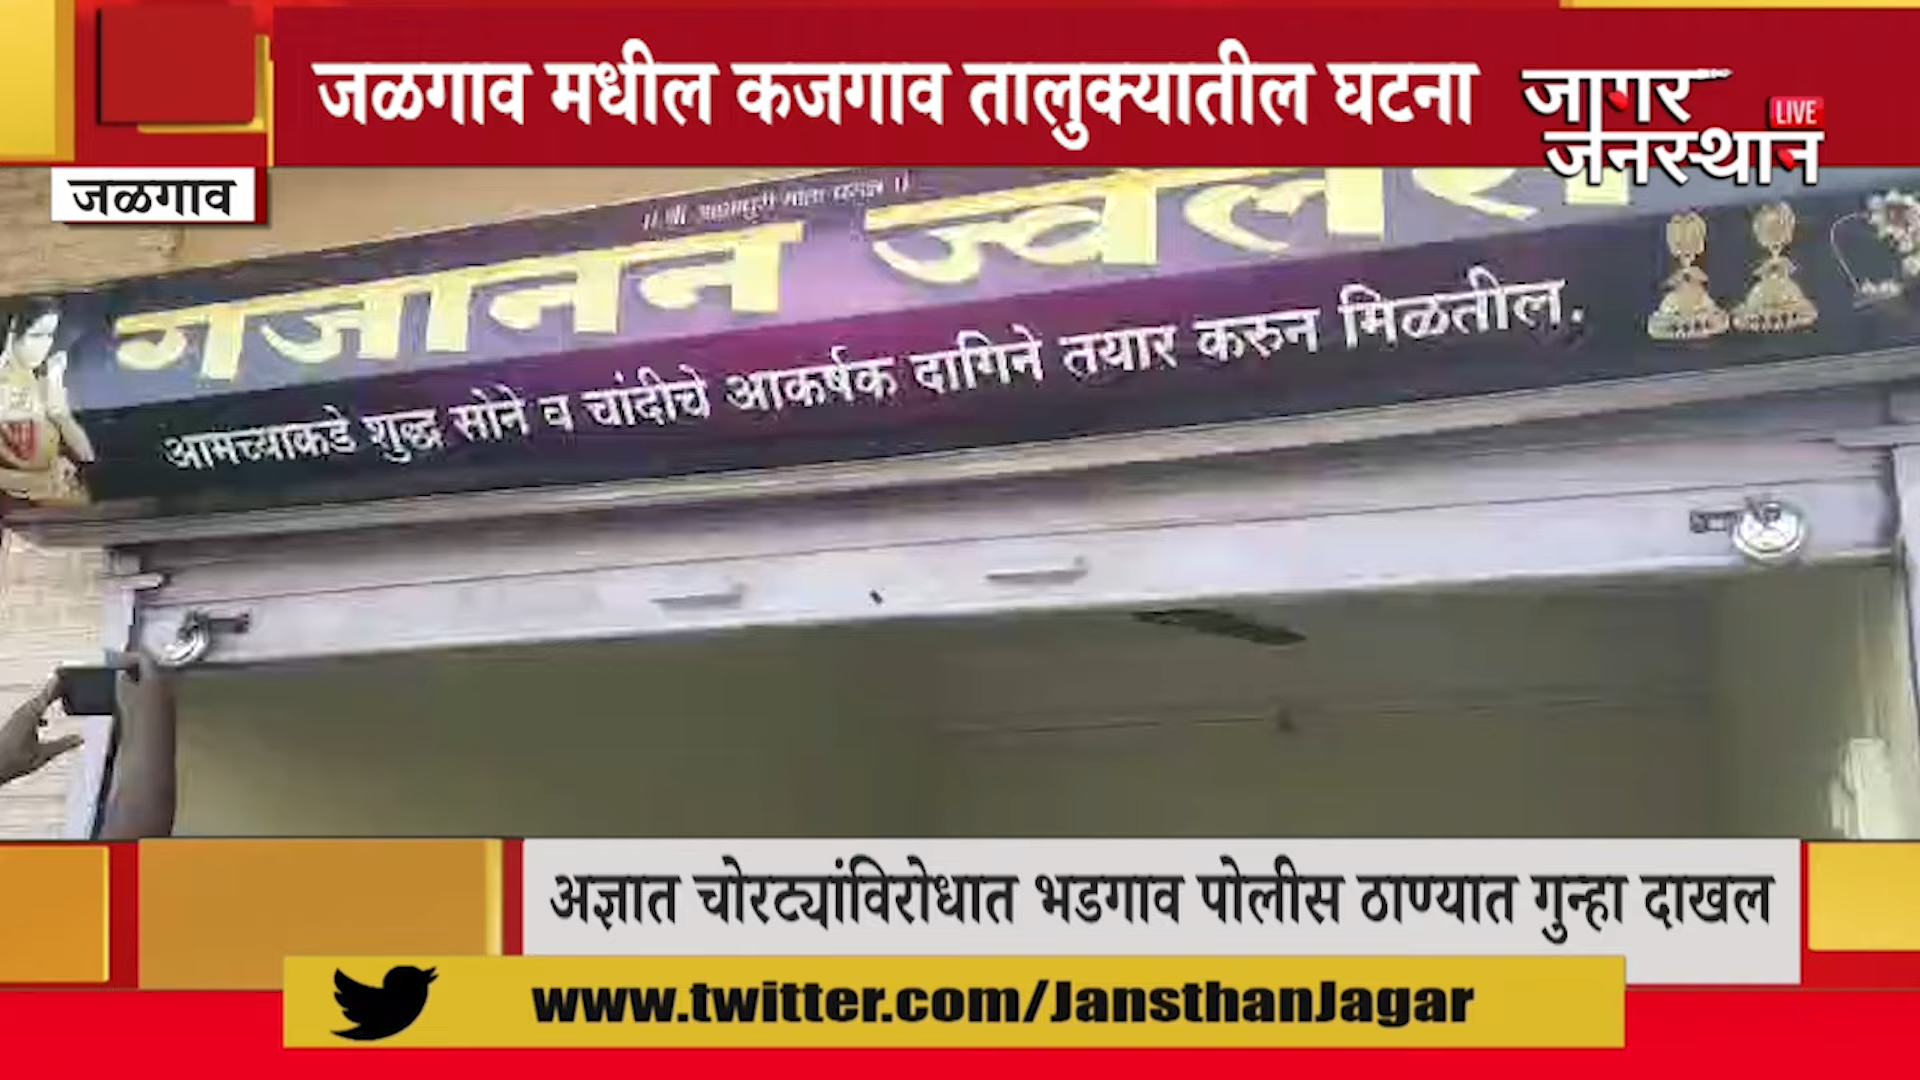 जळगाव मधील कजगाव तालुक्यातील घटना
जागर
LIVE
जनस्थान
जळगाव
गजानन ज्वेलर्स
आमच्याकडे शुद्ध सोने व चांदीचे आकर्षक दागिने तयार करुन मिळतील.
अज्ञात चोरट्यांविरोधात भडगाव पोलीस ठाण्यात गुन्हा दाखल
www.twitter.com/JansthanJagar